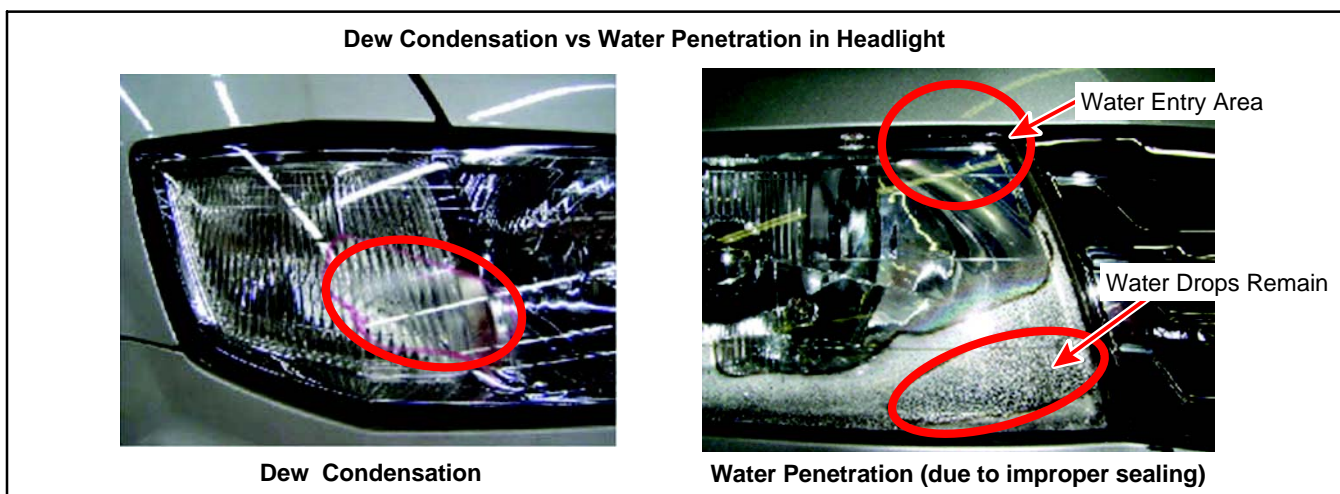 Dew Condensation vs Water Penetration in Headlight
Water Entry Area
Water Drops Remain
Dew Condensation
Water Penetration (due to improper sealing)